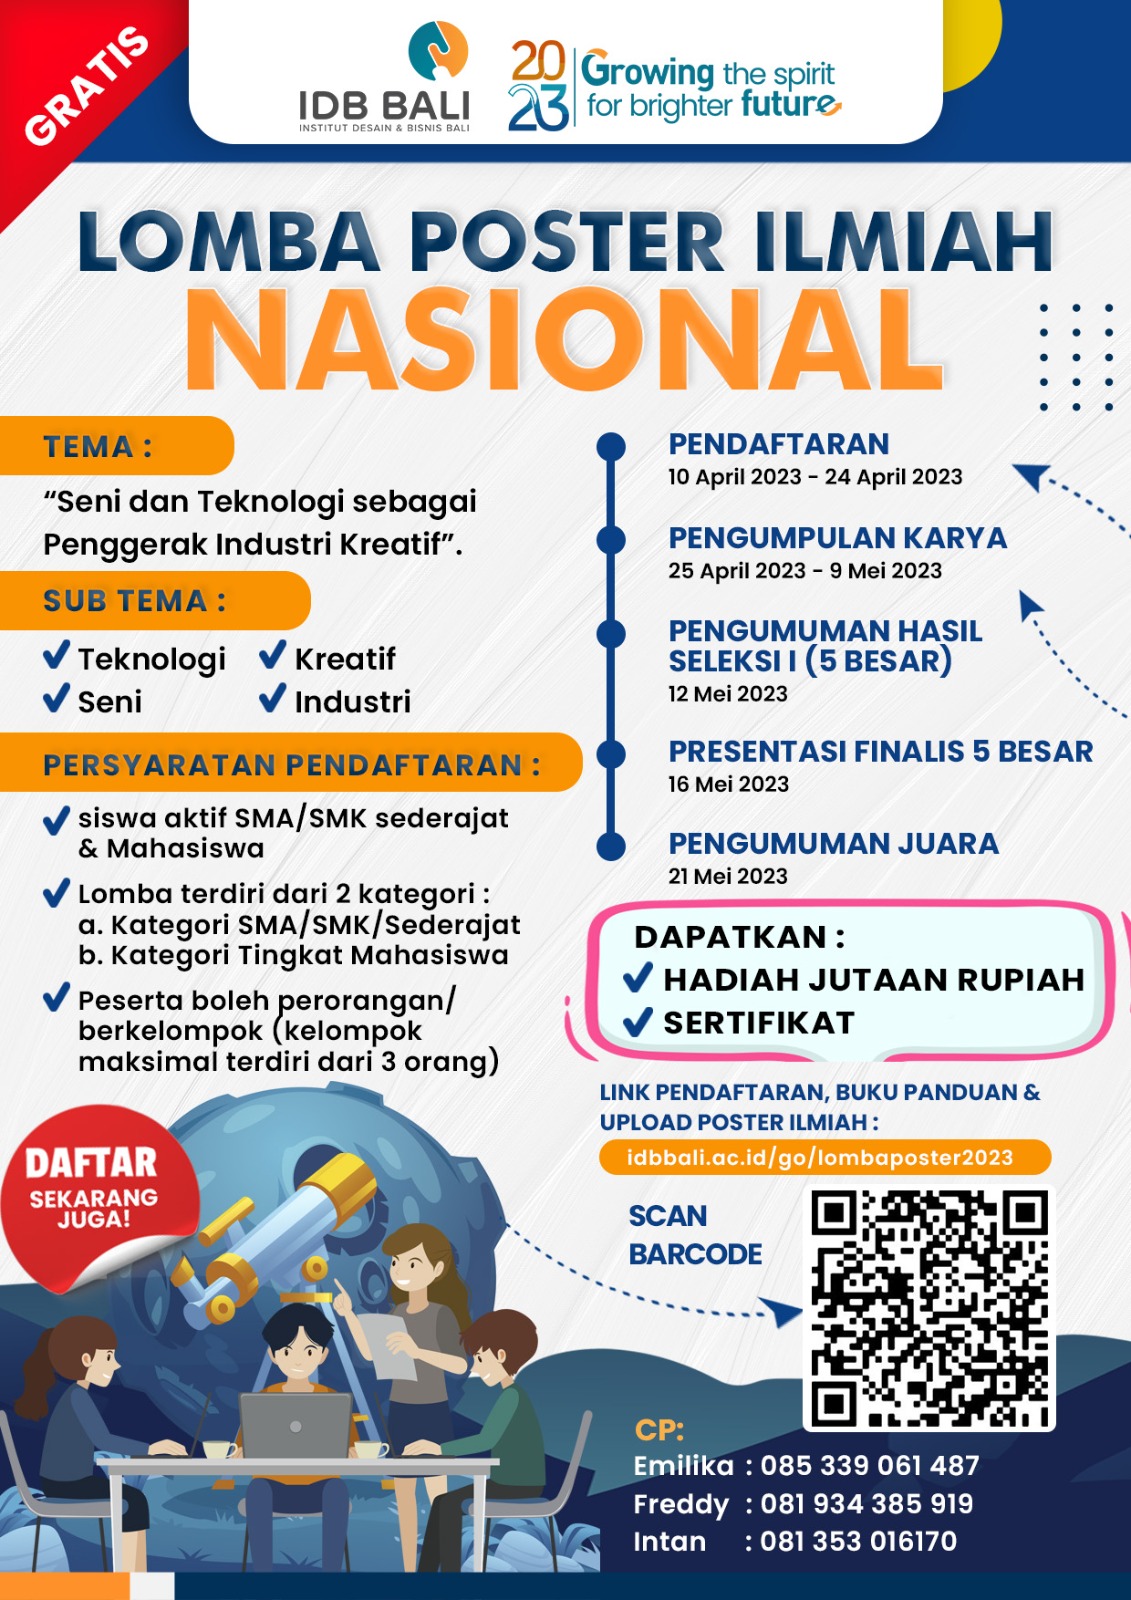 GRATIS
IDB BALI
INSTITUT DESAIN & BISNIS BALI
2023
Growing the spirit
for brighter future
LOMBA POSTER ILMIAH
NASIONAL
TEMA :
“Seni dan Teknologi sebagai
Penggerak Industri Kreatif”.
SUB TEMA :
Teknologi
Kreatif
Seni
Industri
PERSYARATAN PENDAFTARAN :
siswa aktif SMA/SMK sederajat
& Mahasiswa
Lomba terdiri dari 2 kategori :
a. Kategori SMA/SMK/Sederajat
b. Kategori Tingkat Mahasiswa
Peserta boleh perorangan/
berkelompok (kelompok
maksimal terdiri dari 3 orang)
DAFTAR
SEKARANG
JUGA!
PENDAFTARAN
10 April 2023 - 24 April 2023
PENGUMPULAN KARYA
25 April 2023 - 9 Mei 2023
PENGUMUMAN HASIL
SELEKSI I (5 BESAR)
12 Mei 2023
PRESENTASI FINALIS 5 BESAR
16 Mei 2023
PENGUMUMAN JUARA
21 Mei 2023
DAPATKAN :
HADIAH JUTAAN RUPIAH
SERTIFIKAT
LINK PENDAFTARAN, BUKU PANDUAN &
UPLOAD POSTER ILMIAH :
idbbali.ac.id/go/lombaposter2023
SCAN
BARCODE
CP:
Emilika : 085 339 061 487
Freddy : 081 934 385 919
Intan : 081 353 016170